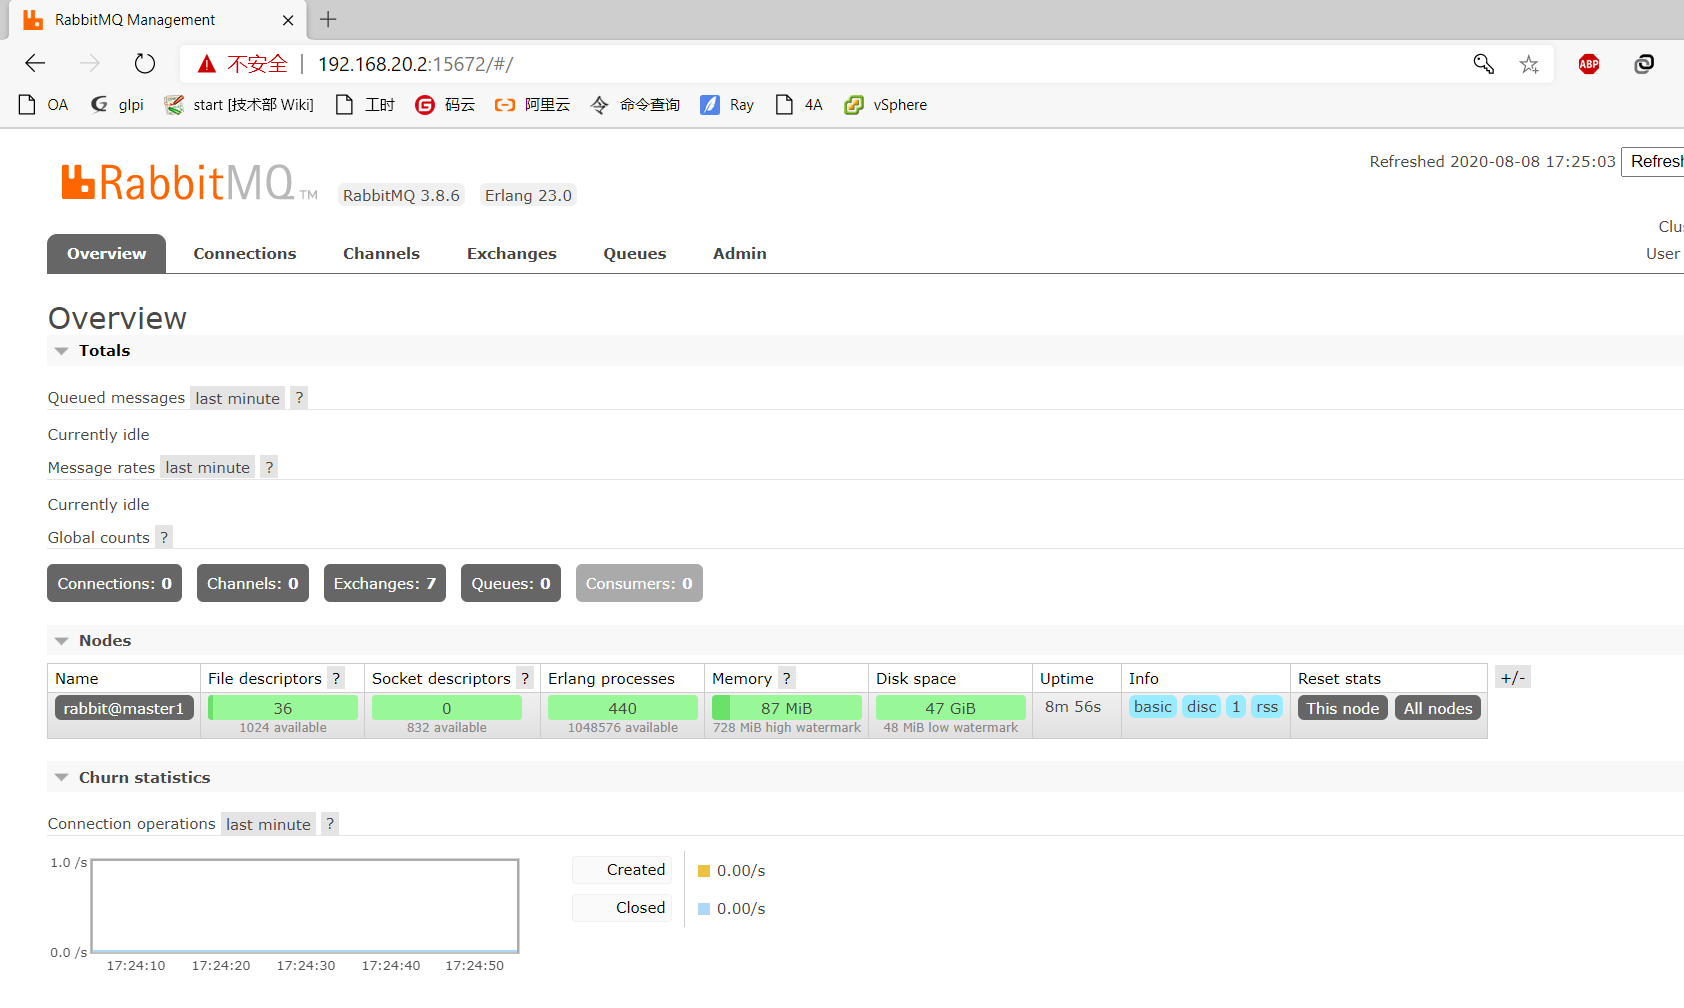 RabbitMQ Management
不安全 | 192.168.20.2:15672/#/
ABP
OA glpi start [技术部 Wiki] 工时 码云 阿里云 命令查询 Ray 4A vSphere
RabbitMQ TM RabbitMQ 3.8.6 Erlang 23.0
Refreshed 2020-08-08 17:25:03 Refresh
Clus
User
Overview Connections Channels Exchanges Queues Admin
Overview
Totals
Queued messages last minute ?
Currently idle
Message rates last minute ?
Currently idle
Global counts ?
Connections: 0 Channels: 0 Exchanges: 7 Queues: 0 Consumers: 0
Nodes
Name File descriptors ? Socket descriptors ? Erlang processes Memory ? Disk space Uptime Info Reset stats +/-
rabbit@master1 36 0 440 87 MiB 47 GiB 8m 56s basic disc 1 rss This node All nodes
1024 available 832 available 1048576 available 728 MiB high watermark 48 MiB low watermark
Churn statistics
Connection operations last minute ?
1.0 /s
0.0 /s
17:24:10 17:24:20 17:24:30 17:24:40 17:24:50
Created 0.00/s
Closed 0.00/s